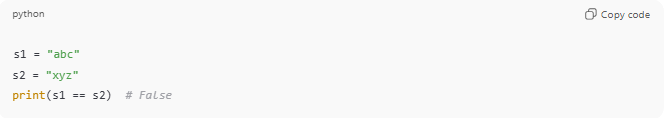 python
Copy code
s1 = "abc"
s2 = "xyz"
print(s1 == s2)  # False